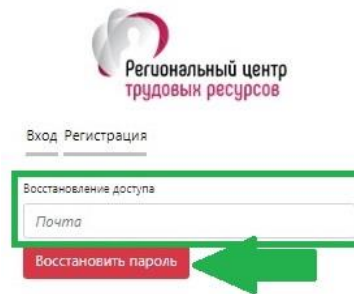 Региональный центр
трудовых ресурсов
Вход Регистрация
Восстановление доступа
Почта
Восстановить пароль